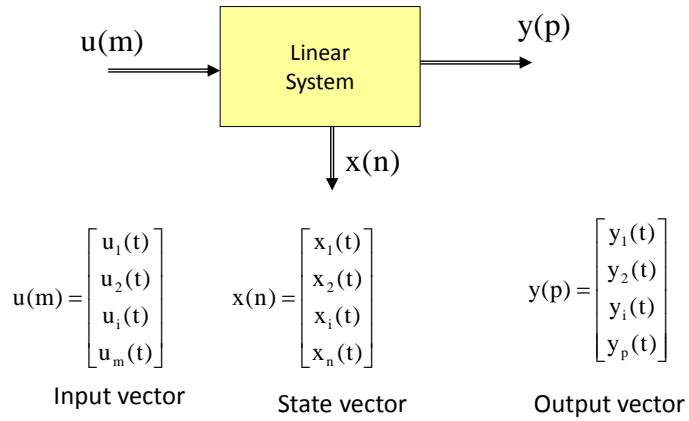 u(m)
Linear
System
y(p)
x(n)
u(m) = [u₁(t) u₂(t) uᵢ(t) uₘ(t)]
x(n) = [x₁(t) x₂(t) xᵢ(t) xₙ(t)]
y(p) = [y₁(t) y₂(t) yᵢ(t) yₚ(t)]
Input vector
State vector
Output vector